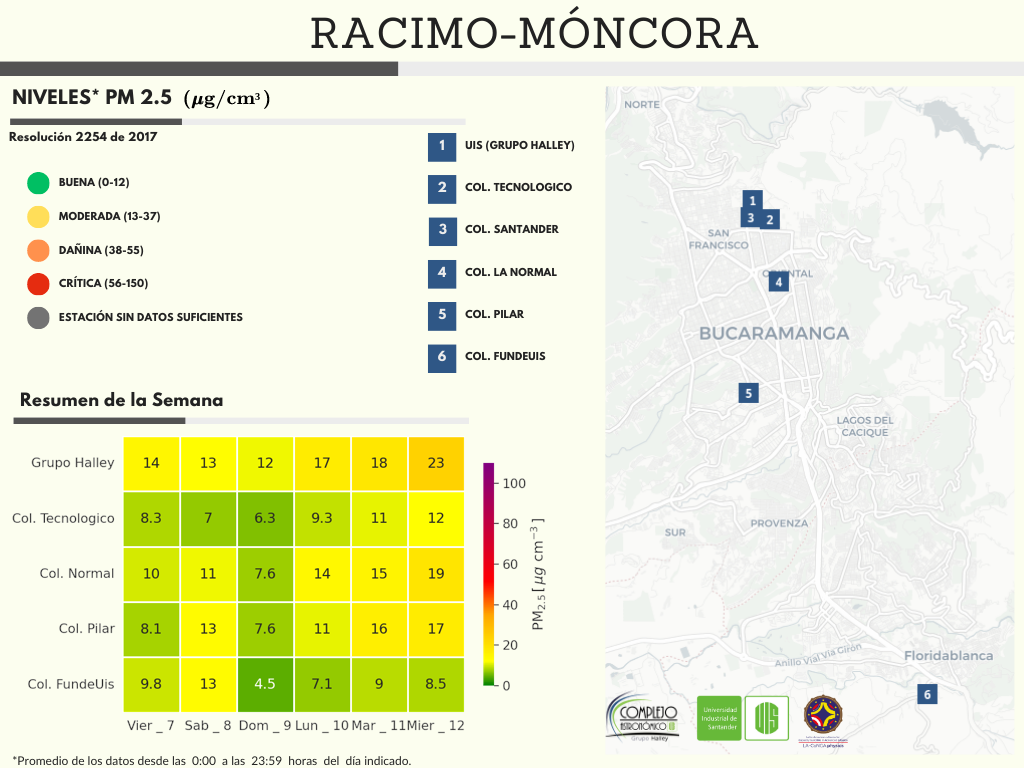 RACIMO-MÓNCORA
NIVELES* PM 2.5 (μg/cm³)
Resolución 2254 de 2017
BUENA (0-12)
MODERADA (13-37)
DAÑINA (38-55)
CRÍTICA (56-150)
ESTACIÓN SIN DATOS SUFICIENTES
1 UIS (GRUPO HALLEY)
2 COL. TECNOLOGICO
3 COL. SANTANDER
4 COL. LA NORMAL
5 COL. PILAR
6 COL. FUNDEUIS
Resumen de la Semana
Grupo Halley 14 13 12 17 18 23
Col. Tecnologico 8.3 7 6.3 9.3 11 12
Col. Normal 10 11 7.6 14 15 19
Col. Pilar 8.1 13 7.6 11 16 17
Col. FundeUis 9.8 13 4.5 7.1 9 8.5
Vier _ 7 Sab _ 8 Dom _ 9 Lun _ 10 Mar _ 11 Mier _ 12
100
80
60
40
20
0
PM2.5 [ μg cm⁻³ ]
*Promedio de los datos desde las 0:00 a las 23:59 horas del día indicado.
NORTE
1
3 2
SAN
FRANCISCO
4
BUCARAMANGA
5
LAGOS DEL
CACIQUE
PROVENZA
SUR
Anillo Vial Vía Girón
Floridablanca
6
COMPLEJO
ASTRONÓMICO
Grupo Halley
Universidad
Industrial de
Santander
UIS
LA-CoNGA physics